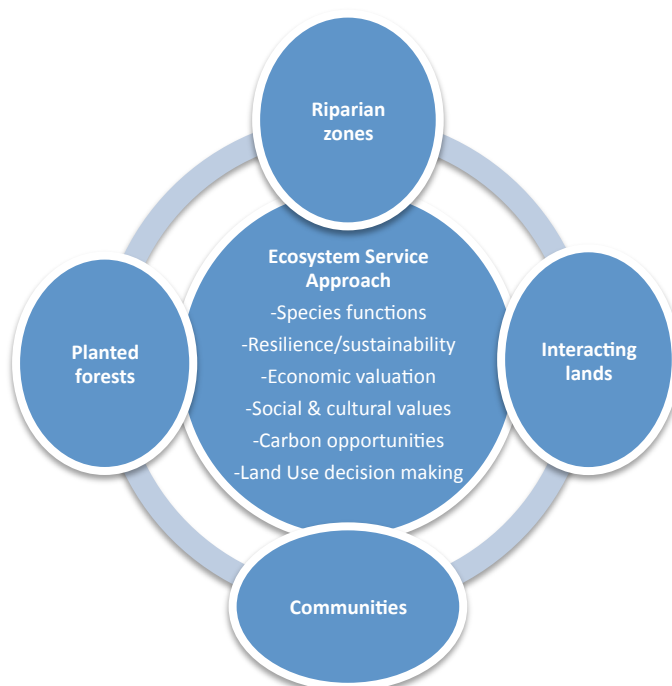 Riparian
zones
Ecosystem Service
Approach
-Species functions
-Resilience/sustainability
-Economic valuation
-Social & cultural values
-Carbon opportunities
-Land Use decision making
Planted
forests
Interacting
lands
Communities